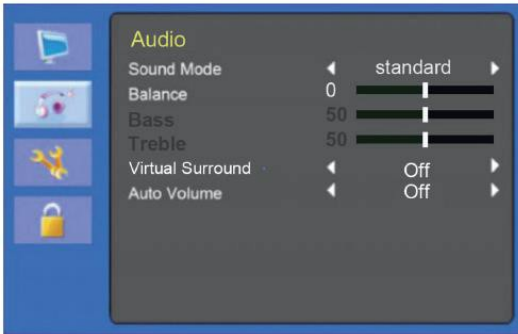 Audio
Sound Mode standard
Balance 0
Bass 50
Treble 50
Virtual Surround Off
Auto Volume Off